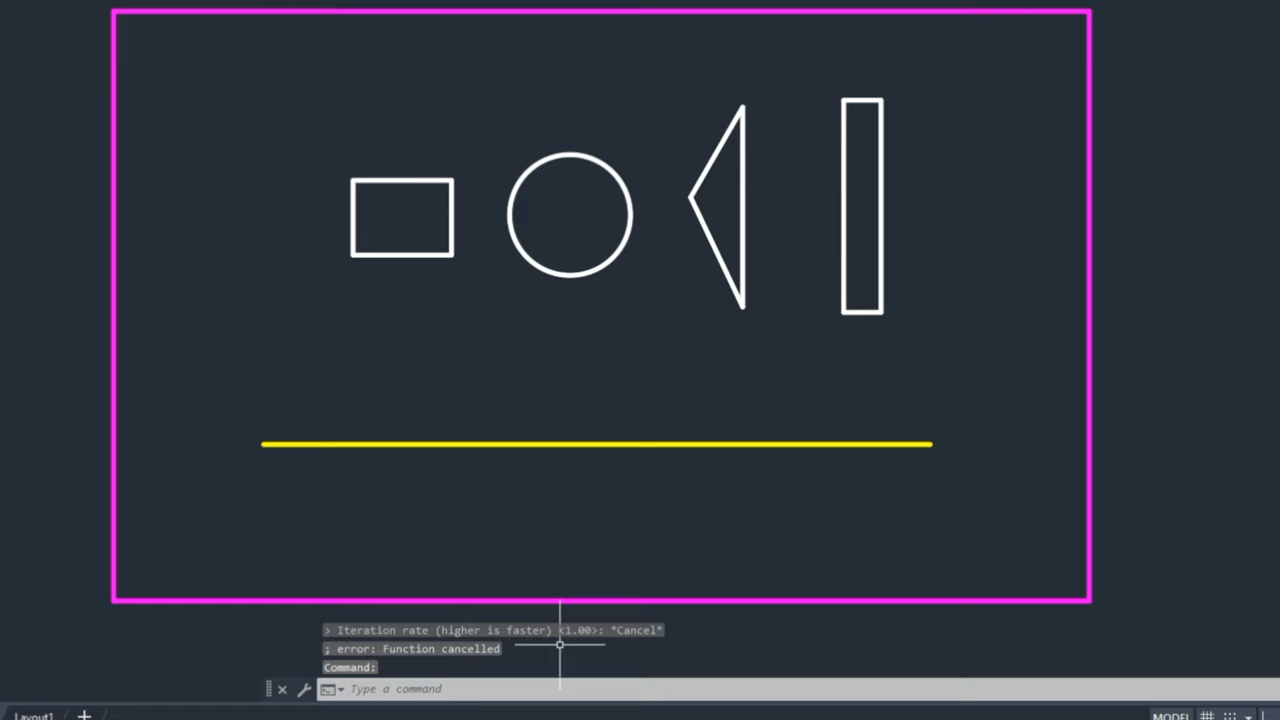 > Iteration rate (higher is faster) <1.00>: *Cancel*
; error: Function cancelled
Command:
Type a command
Layout1
MODEL